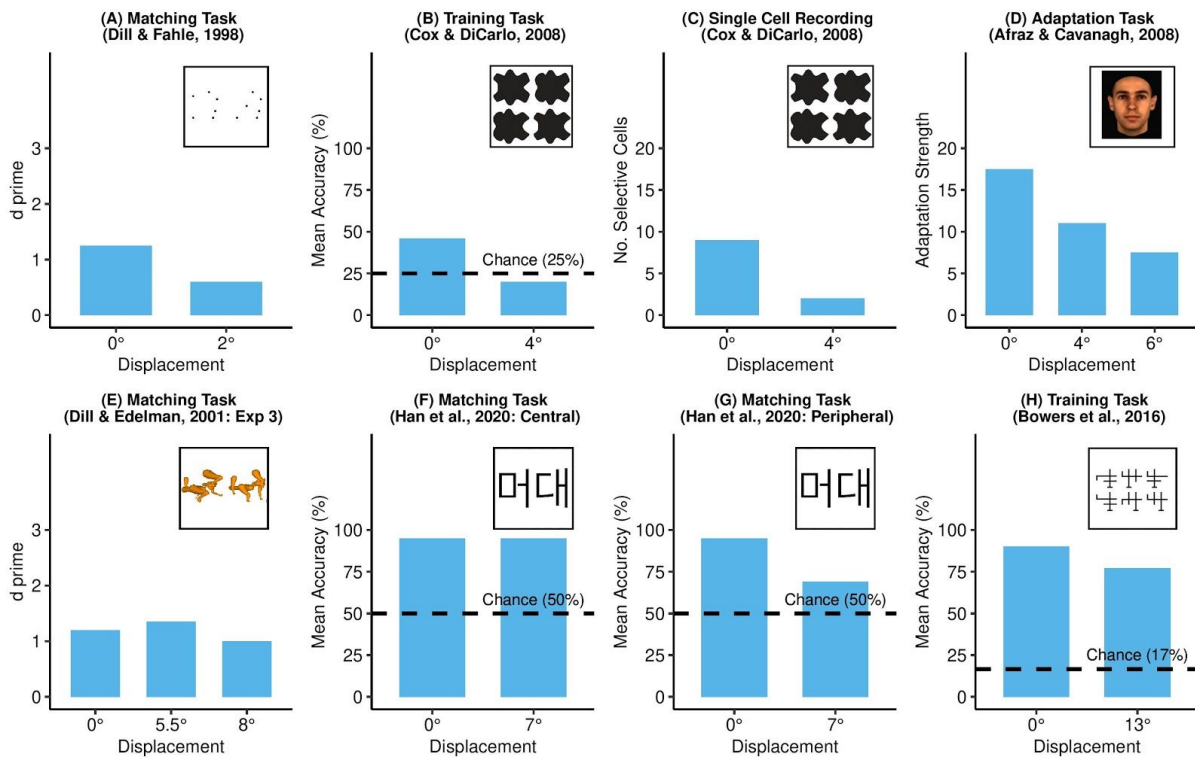 (A) Matching Task
(Dill & Fahle, 1998)
d prime
3
2
1
0
0°
2°
Displacement
(B) Training Task
(Cox & DiCarlo, 2008)
Mean Accuracy (%)
100
75
50
25
0
Chance (25%)
0°
4°
Displacement
(C) Single Cell Recording
(Cox & DiCarlo, 2008)
No. Selective Cells
20
15
10
5
0
0°
4°
Displacement
(D) Adaptation Task
(Afraz & Cavanagh, 2008)
Adaptation Strength
20
15
10
5
0
0°
4°
6°
Displacement
(E) Matching Task
(Dill & Edelman, 2001: Exp 3)
d prime
3
2
1
0
0°
5.5°
8°
Displacement
(F) Matching Task
(Han et al., 2020: Central)
마대
Mean Accuracy (%)
100
75
50
25
0
Chance (50%)
0°
7°
Displacement
(G) Matching Task
(Han et al., 2020: Peripheral)
마대
Mean Accuracy (%)
100
75
50
25
0
Chance (50%)
0°
7°
Displacement
(H) Training Task
(Bowers et al., 2016)
Mean Accuracy (%)
100
75
50
25
0
Chance (17%)
0°
13°
Displacement